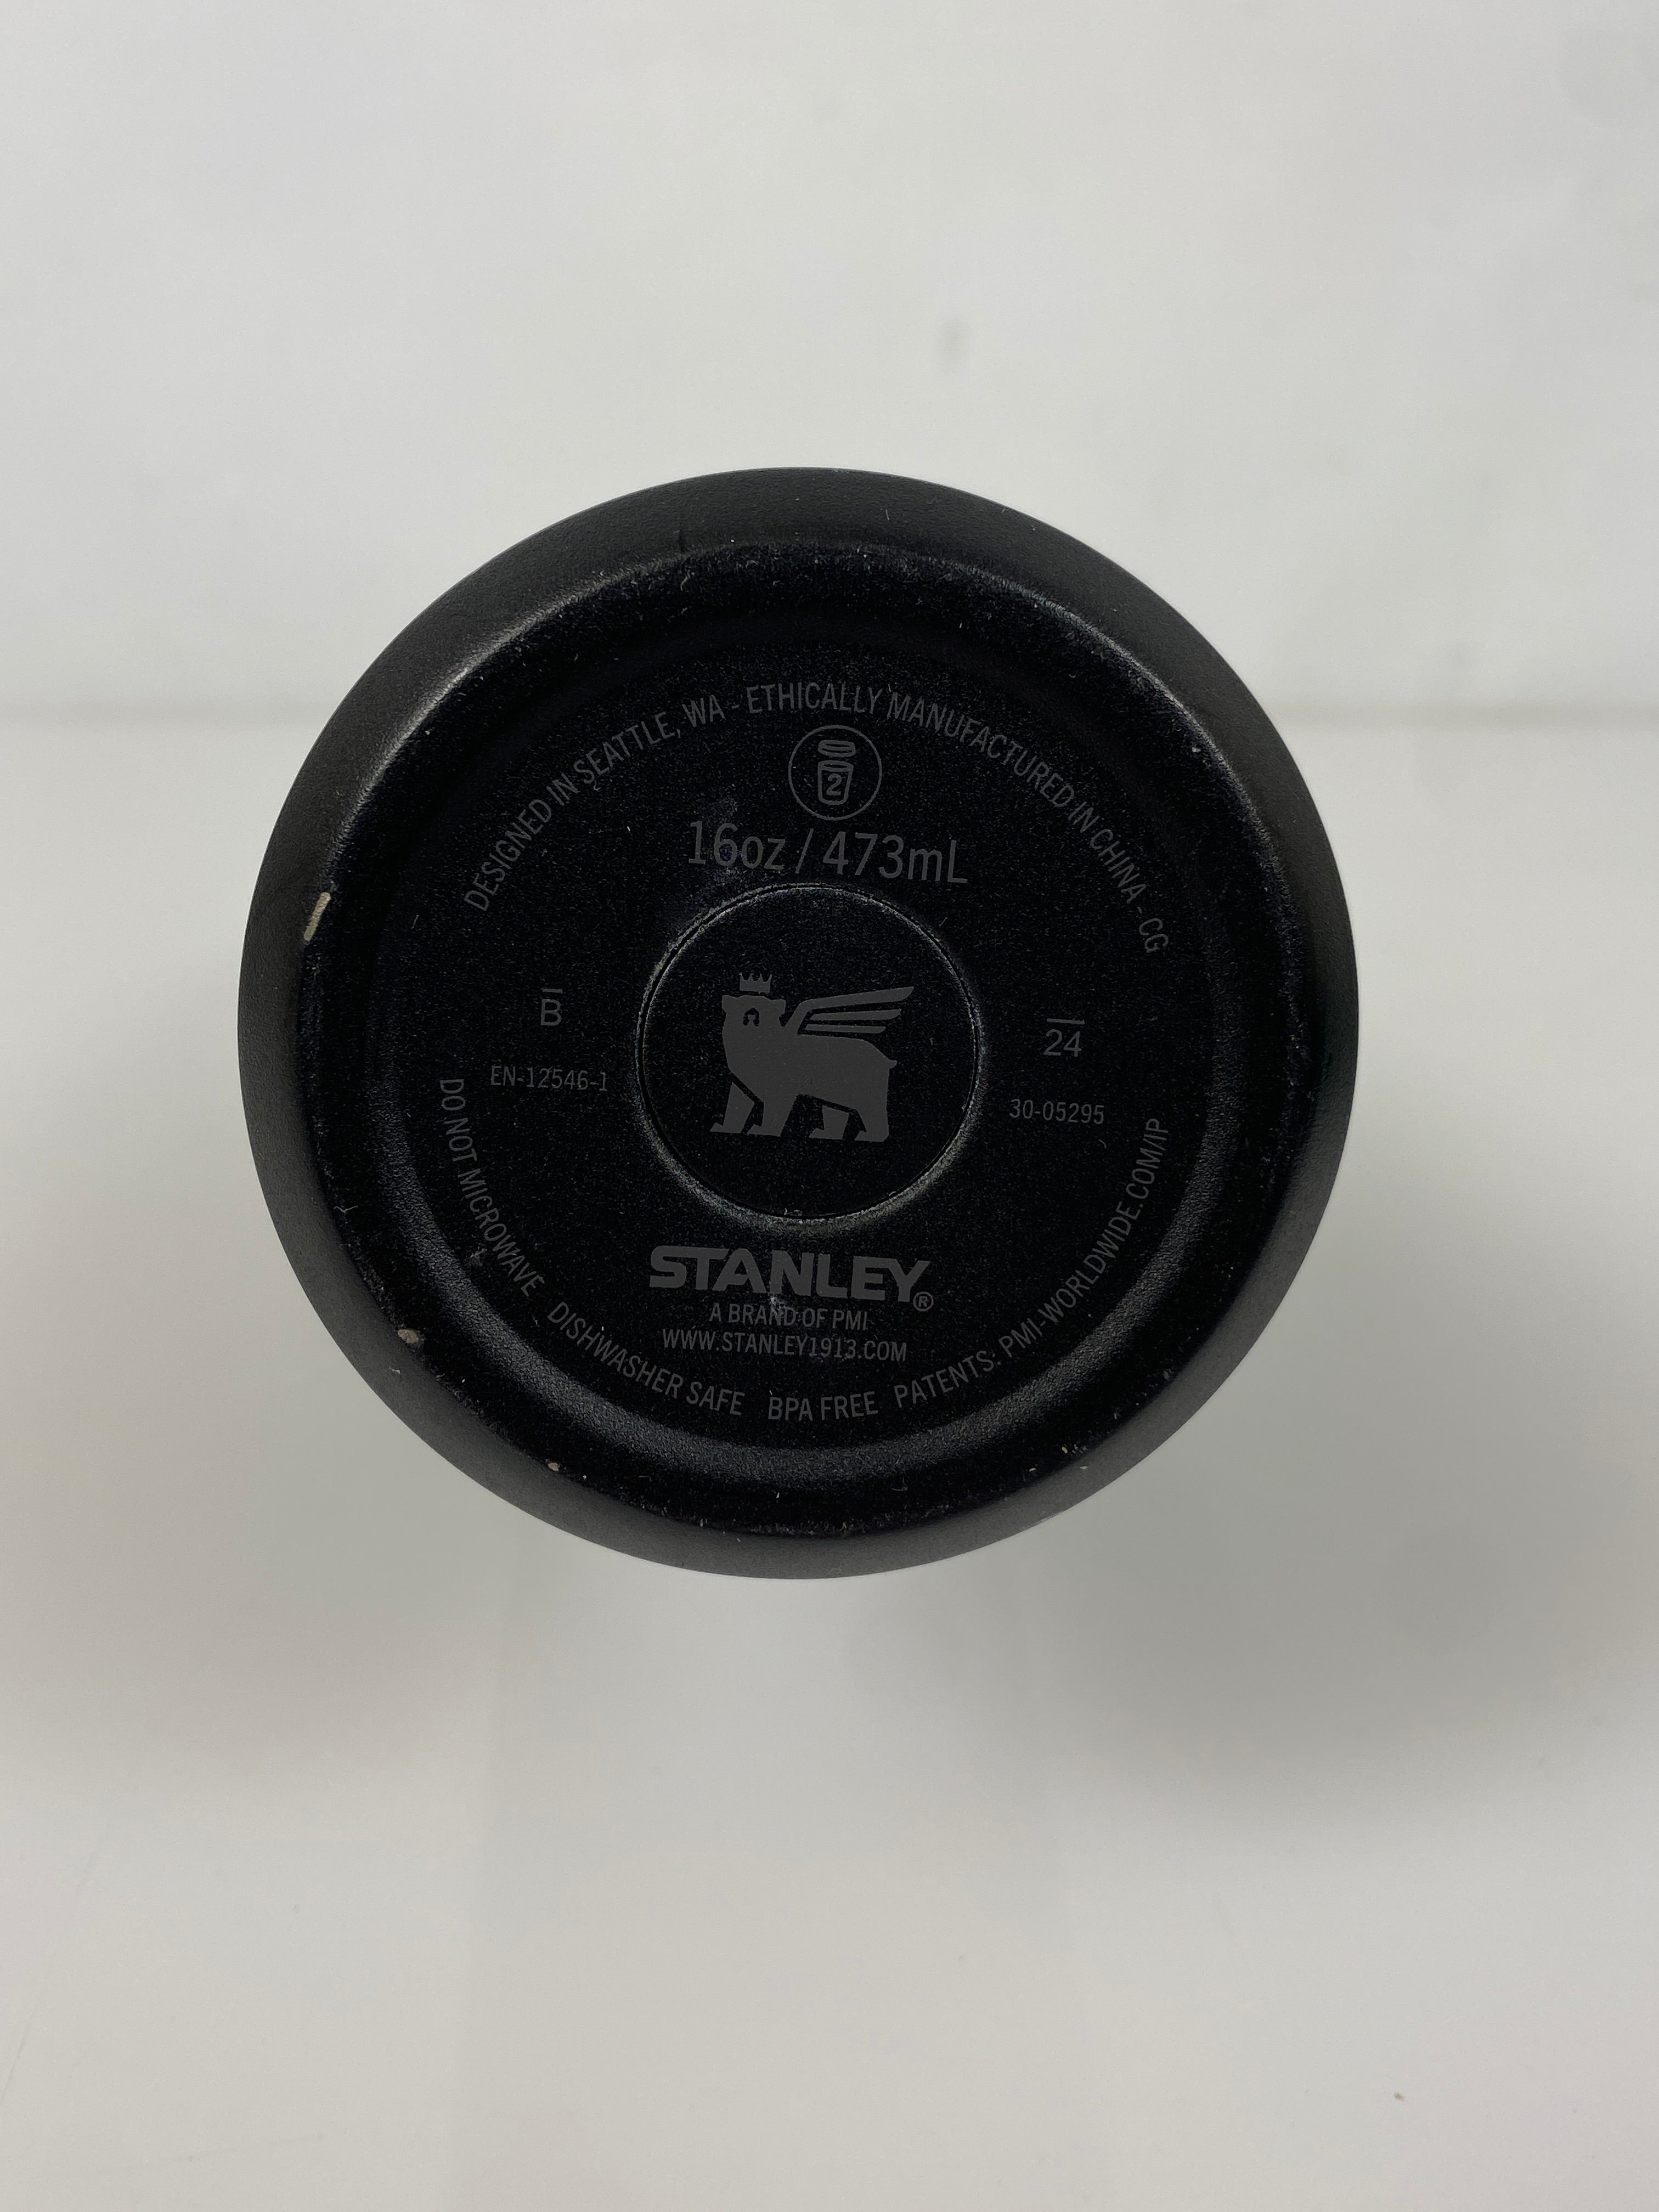 DESIGNED IN SEATTLE, WA - ETHICALLY MANUFACTURED IN CHINA - CG
2
16oz / 473mL
B
24
EN-12546-1
30-05295
STANLEY®
A BRAND OF PMI
WWW.STANLEY1913.COM
DO NOT MICROWAVE DISHWASHER SAFE BPA FREE PATENTS: PMI-WORLDWIDE.COM/IP